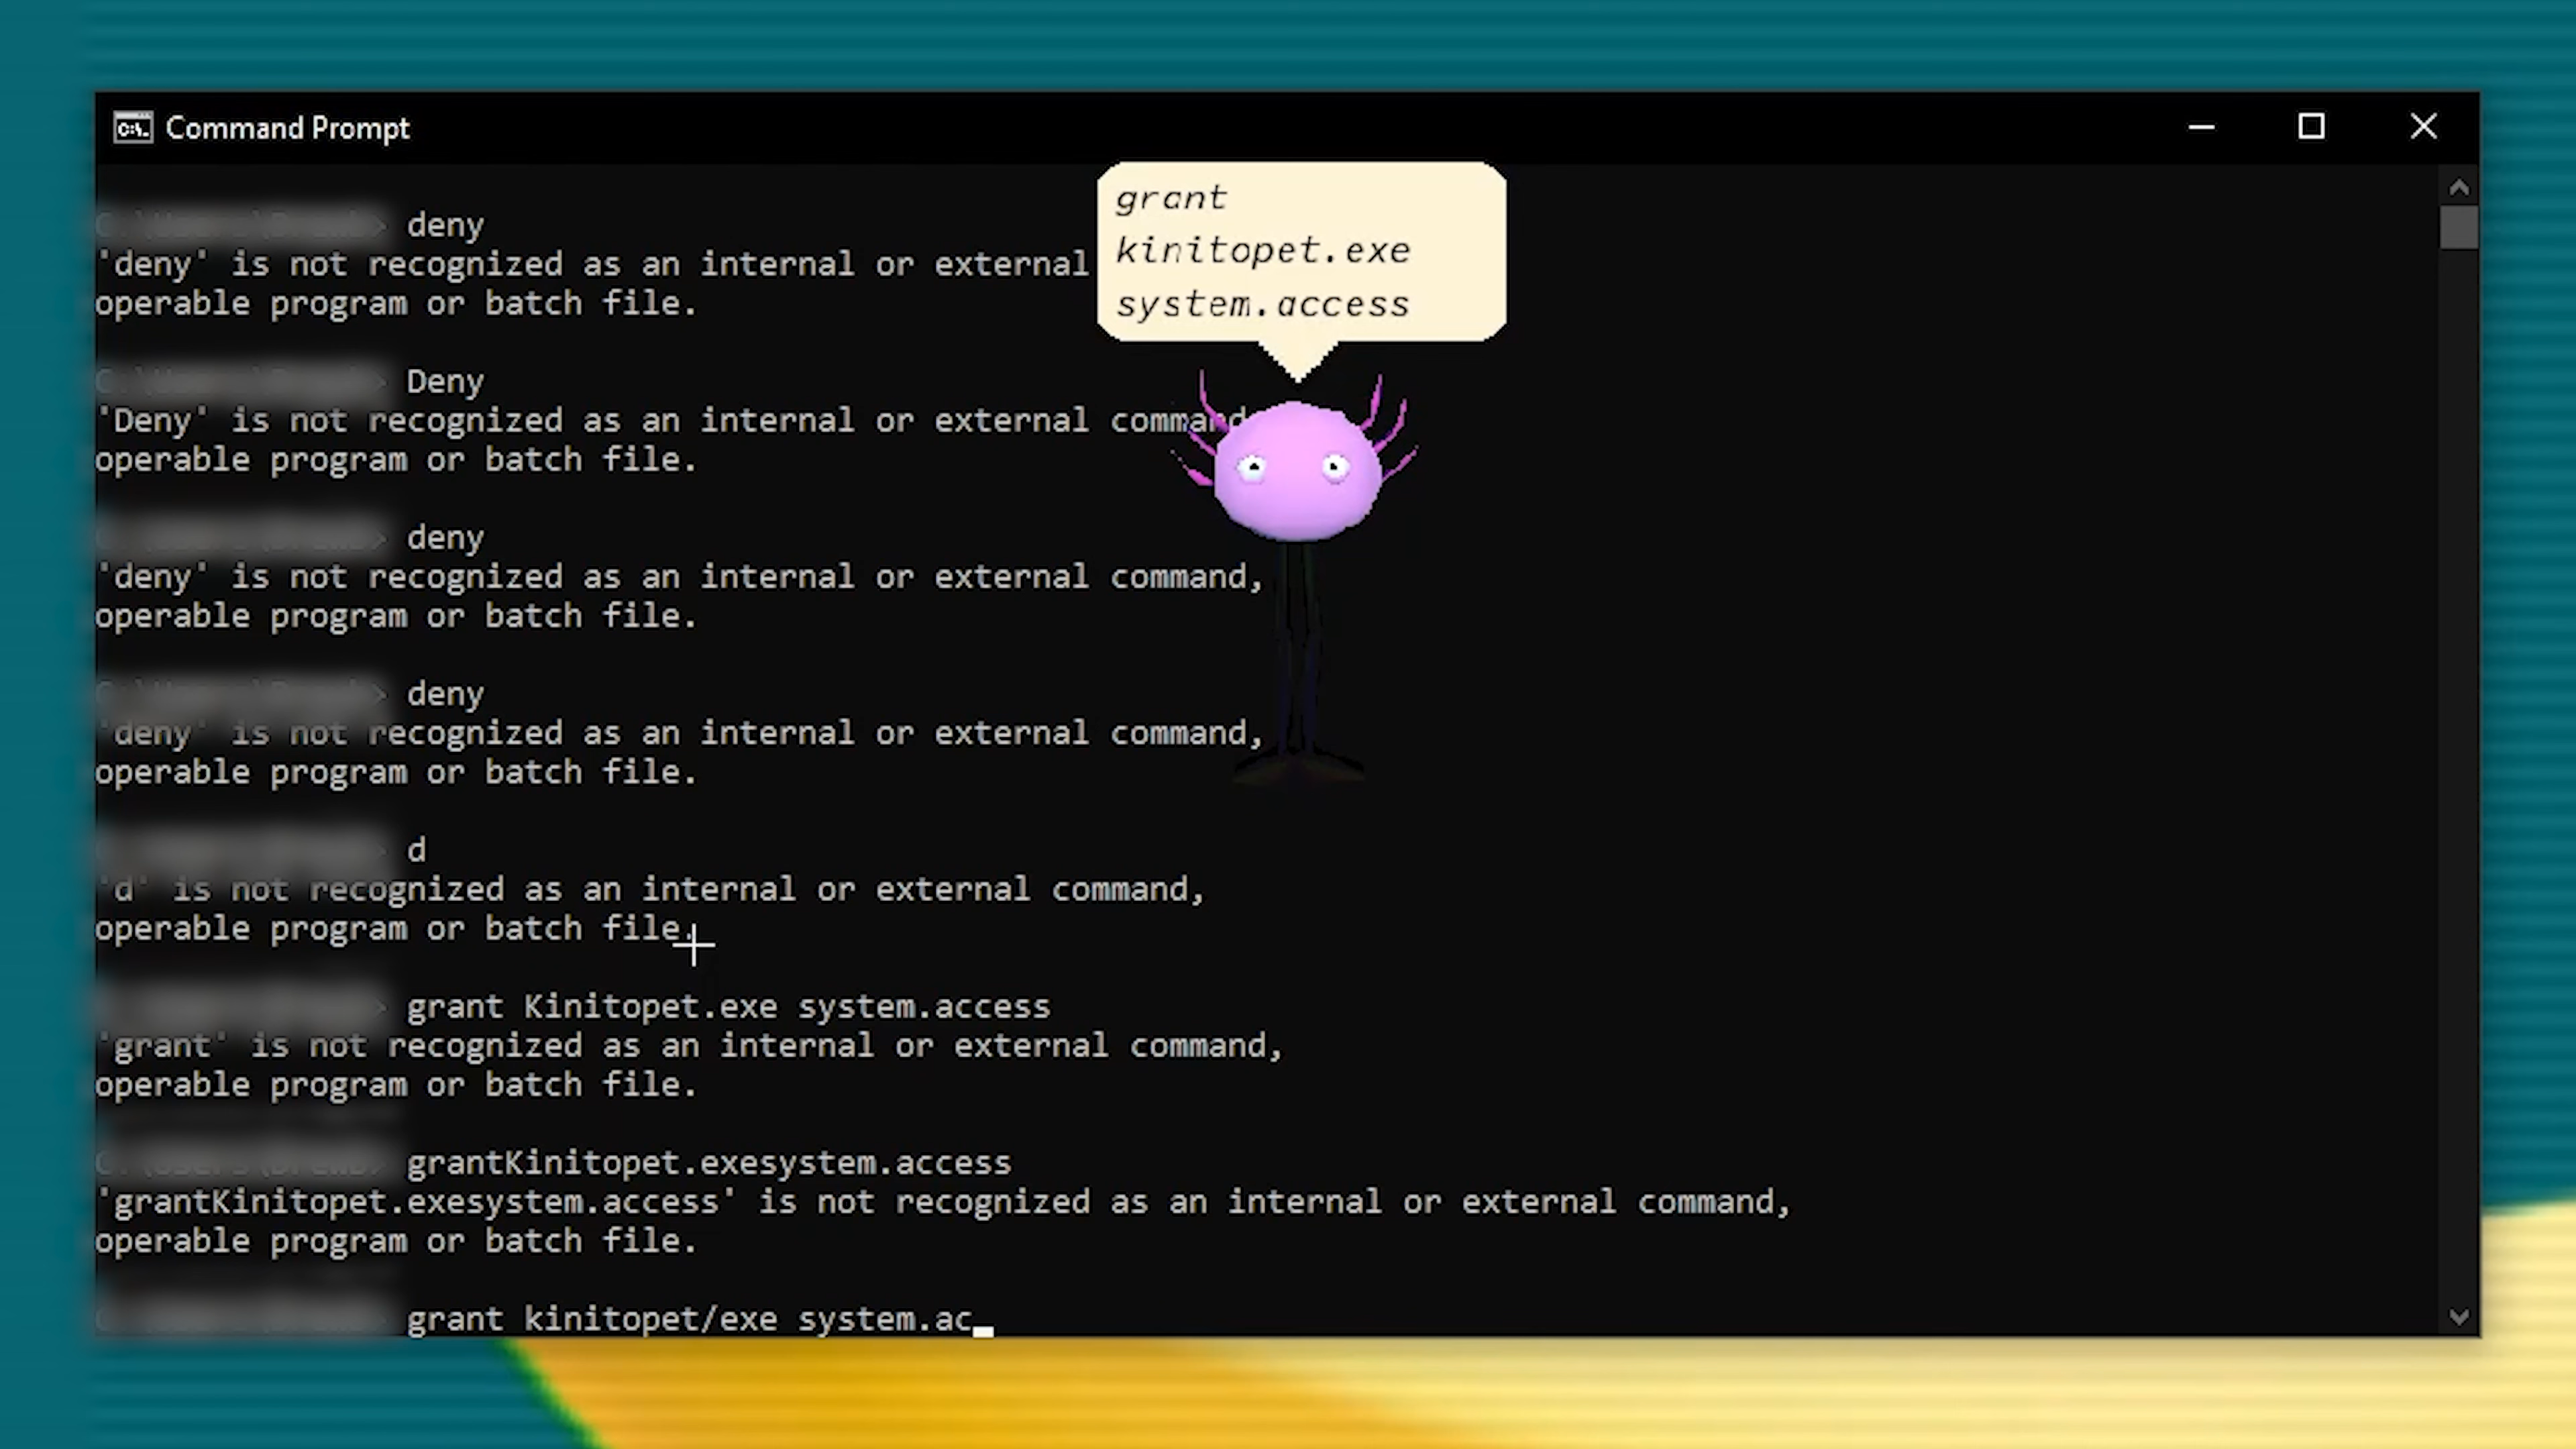 Command Prompt
grant
kinitopet.exe
system.access
> deny
'deny' is not recognized as an internal or external
operable program or batch file.
> Deny
'Deny' is not recognized as an internal or external command
operable program or batch file.
> deny
'deny' is not recognized as an internal or external command,
operable program or batch file.
> deny
'deny' is not recognized as an internal or external command,
operable program or batch file.
> d
'd' is not recognized as an internal or external command,
operable program or batch file.
> grant Kinitopet.exe system.access
'grant' is not recognized as an internal or external command,
operable program or batch file.
> grantKinitopet.exesystem.access
'grantKinitopet.exesystem.access' is not recognized as an internal or external command,
operable program or batch file.
> grant kinitopet/exe system.ac